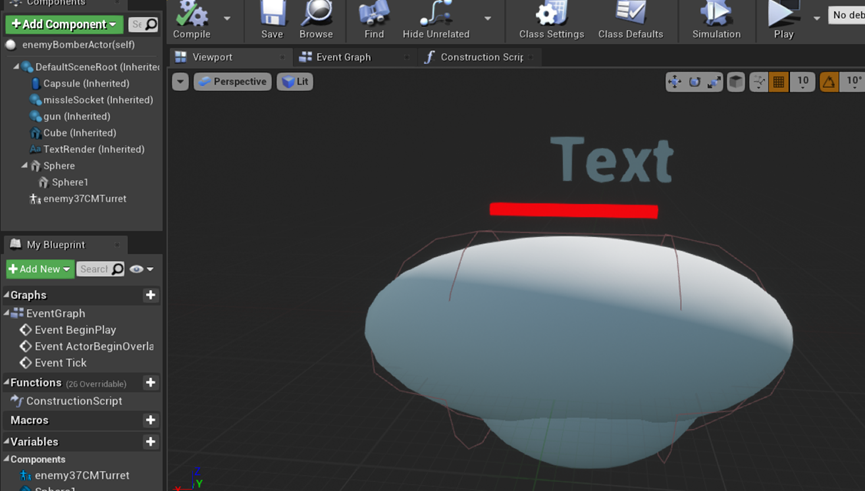 Components
+ Add Component
Se
enemyBomberActor(self)
DefaultSceneRoot (Inherite
Capsule (Inherited)
missleSocket (Inherited)
gun (Inherited)
Cube (Inherited)
TextRender (Inherited)
Sphere
Sphere1
enemy37CMTurret
My Blueprint
+ Add New
Search
Graphs
EventGraph
Event BeginPlay
Event ActorBeginOverla
Event Tick
Functions (26 Overridable)
ConstructionScript
Macros
Variables
Components
enemy37CMTurret
Sphere1
Compile
Save
Browse
Find
Hide Unrelated
Class Settings
Class Defaults
Simulation
Play
No deb
Viewport
Event Graph
Construction Scrip
Perspective
Lit
10
10°
Text
Z
Y
X